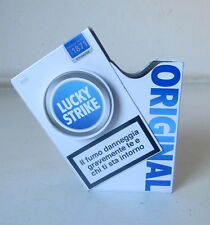 1871
LUCKY
STRIKE
Il fumo danneggia
gravemente te e
chi ti sta intorno
ORIGINAL